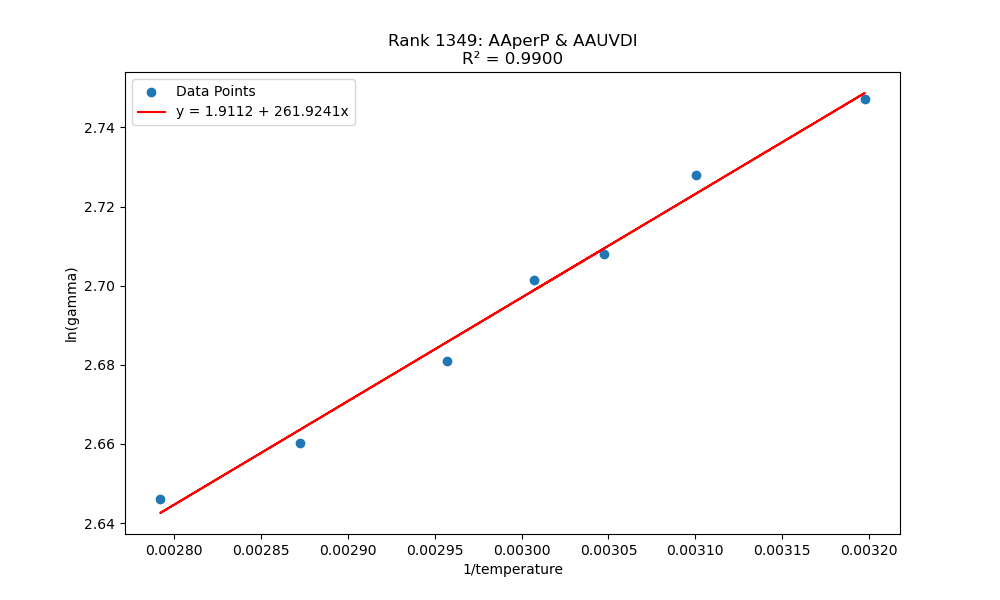 Rank 1349: AAperP & AAUVDI
R² = 0.9900
Data Points
y = 1.9112 + 261.9241x
2.74
2.72
2.70
2.68
2.66
2.64
ln(gamma)
0.00280 0.00285 0.00290 0.00295 0.00300 0.00305 0.00310 0.00315 0.00320
1/temperature